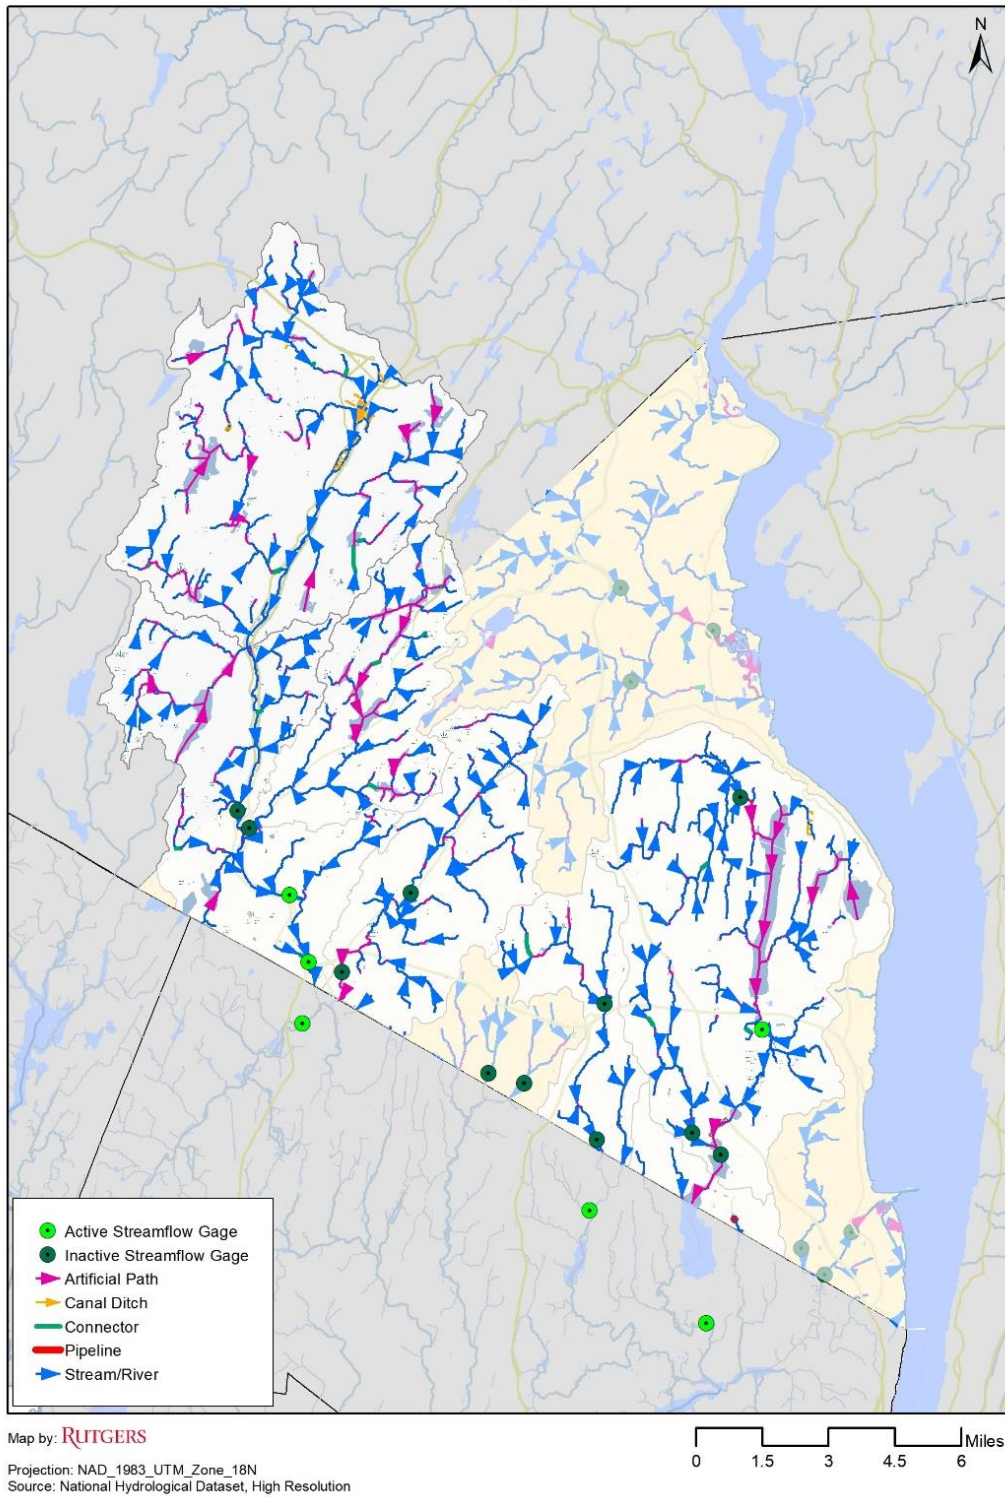 N
Active Streamflow Gage
Inactive Streamflow Gage
Artificial Path
Canal Ditch
Connector
Pipeline
Stream/River
Map by: RUTGERS
Miles
0 1.5 3 4.5 6
Projection: NAD_1983_UTM_Zone_18N
Source: National Hydrological Dataset, High Resolution